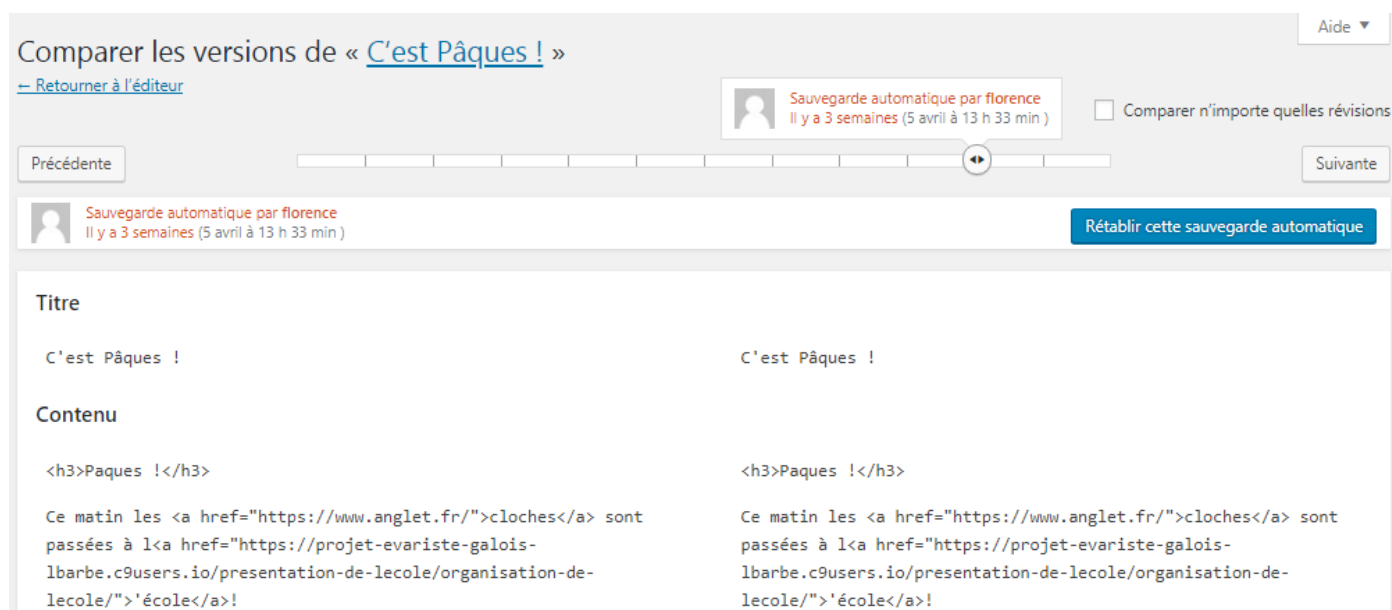 Aide ▼
Comparer les versions de « C'est Pâques ! »
← Retourner à l'éditeur
Sauvegarde automatique par florence
Il y a 3 semaines (5 avril à 13 h 33 min )
Comparer n'importe quelles révisions
Précédente
Suivante
Sauvegarde automatique par florence
Il y a 3 semaines (5 avril à 13 h 33 min )
Rétablir cette sauvegarde automatique
Titre
C'est Pâques !
C'est Pâques !
Contenu
<h3>Paques !</h3>
Ce matin les <a href="https://www.anglet.fr/">cloches</a> sont
passées à l<a href="https://projet-evariste-galois-
lbarbe.c9users.io/presentation-de-lecole/organisation-de-
lecole/">'école</a>!
<h3>Paques !</h3>
Ce matin les <a href="https://www.anglet.fr/">cloches</a> sont
passées à l<a href="https://projet-evariste-galois-
lbarbe.c9users.io/presentation-de-lecole/organisation-de-
lecole/">'école</a>!